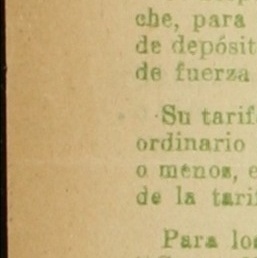 che, para
de depósit
de fuerza
Su tarif
ordinario
o menos, e
de la tari
Para lo